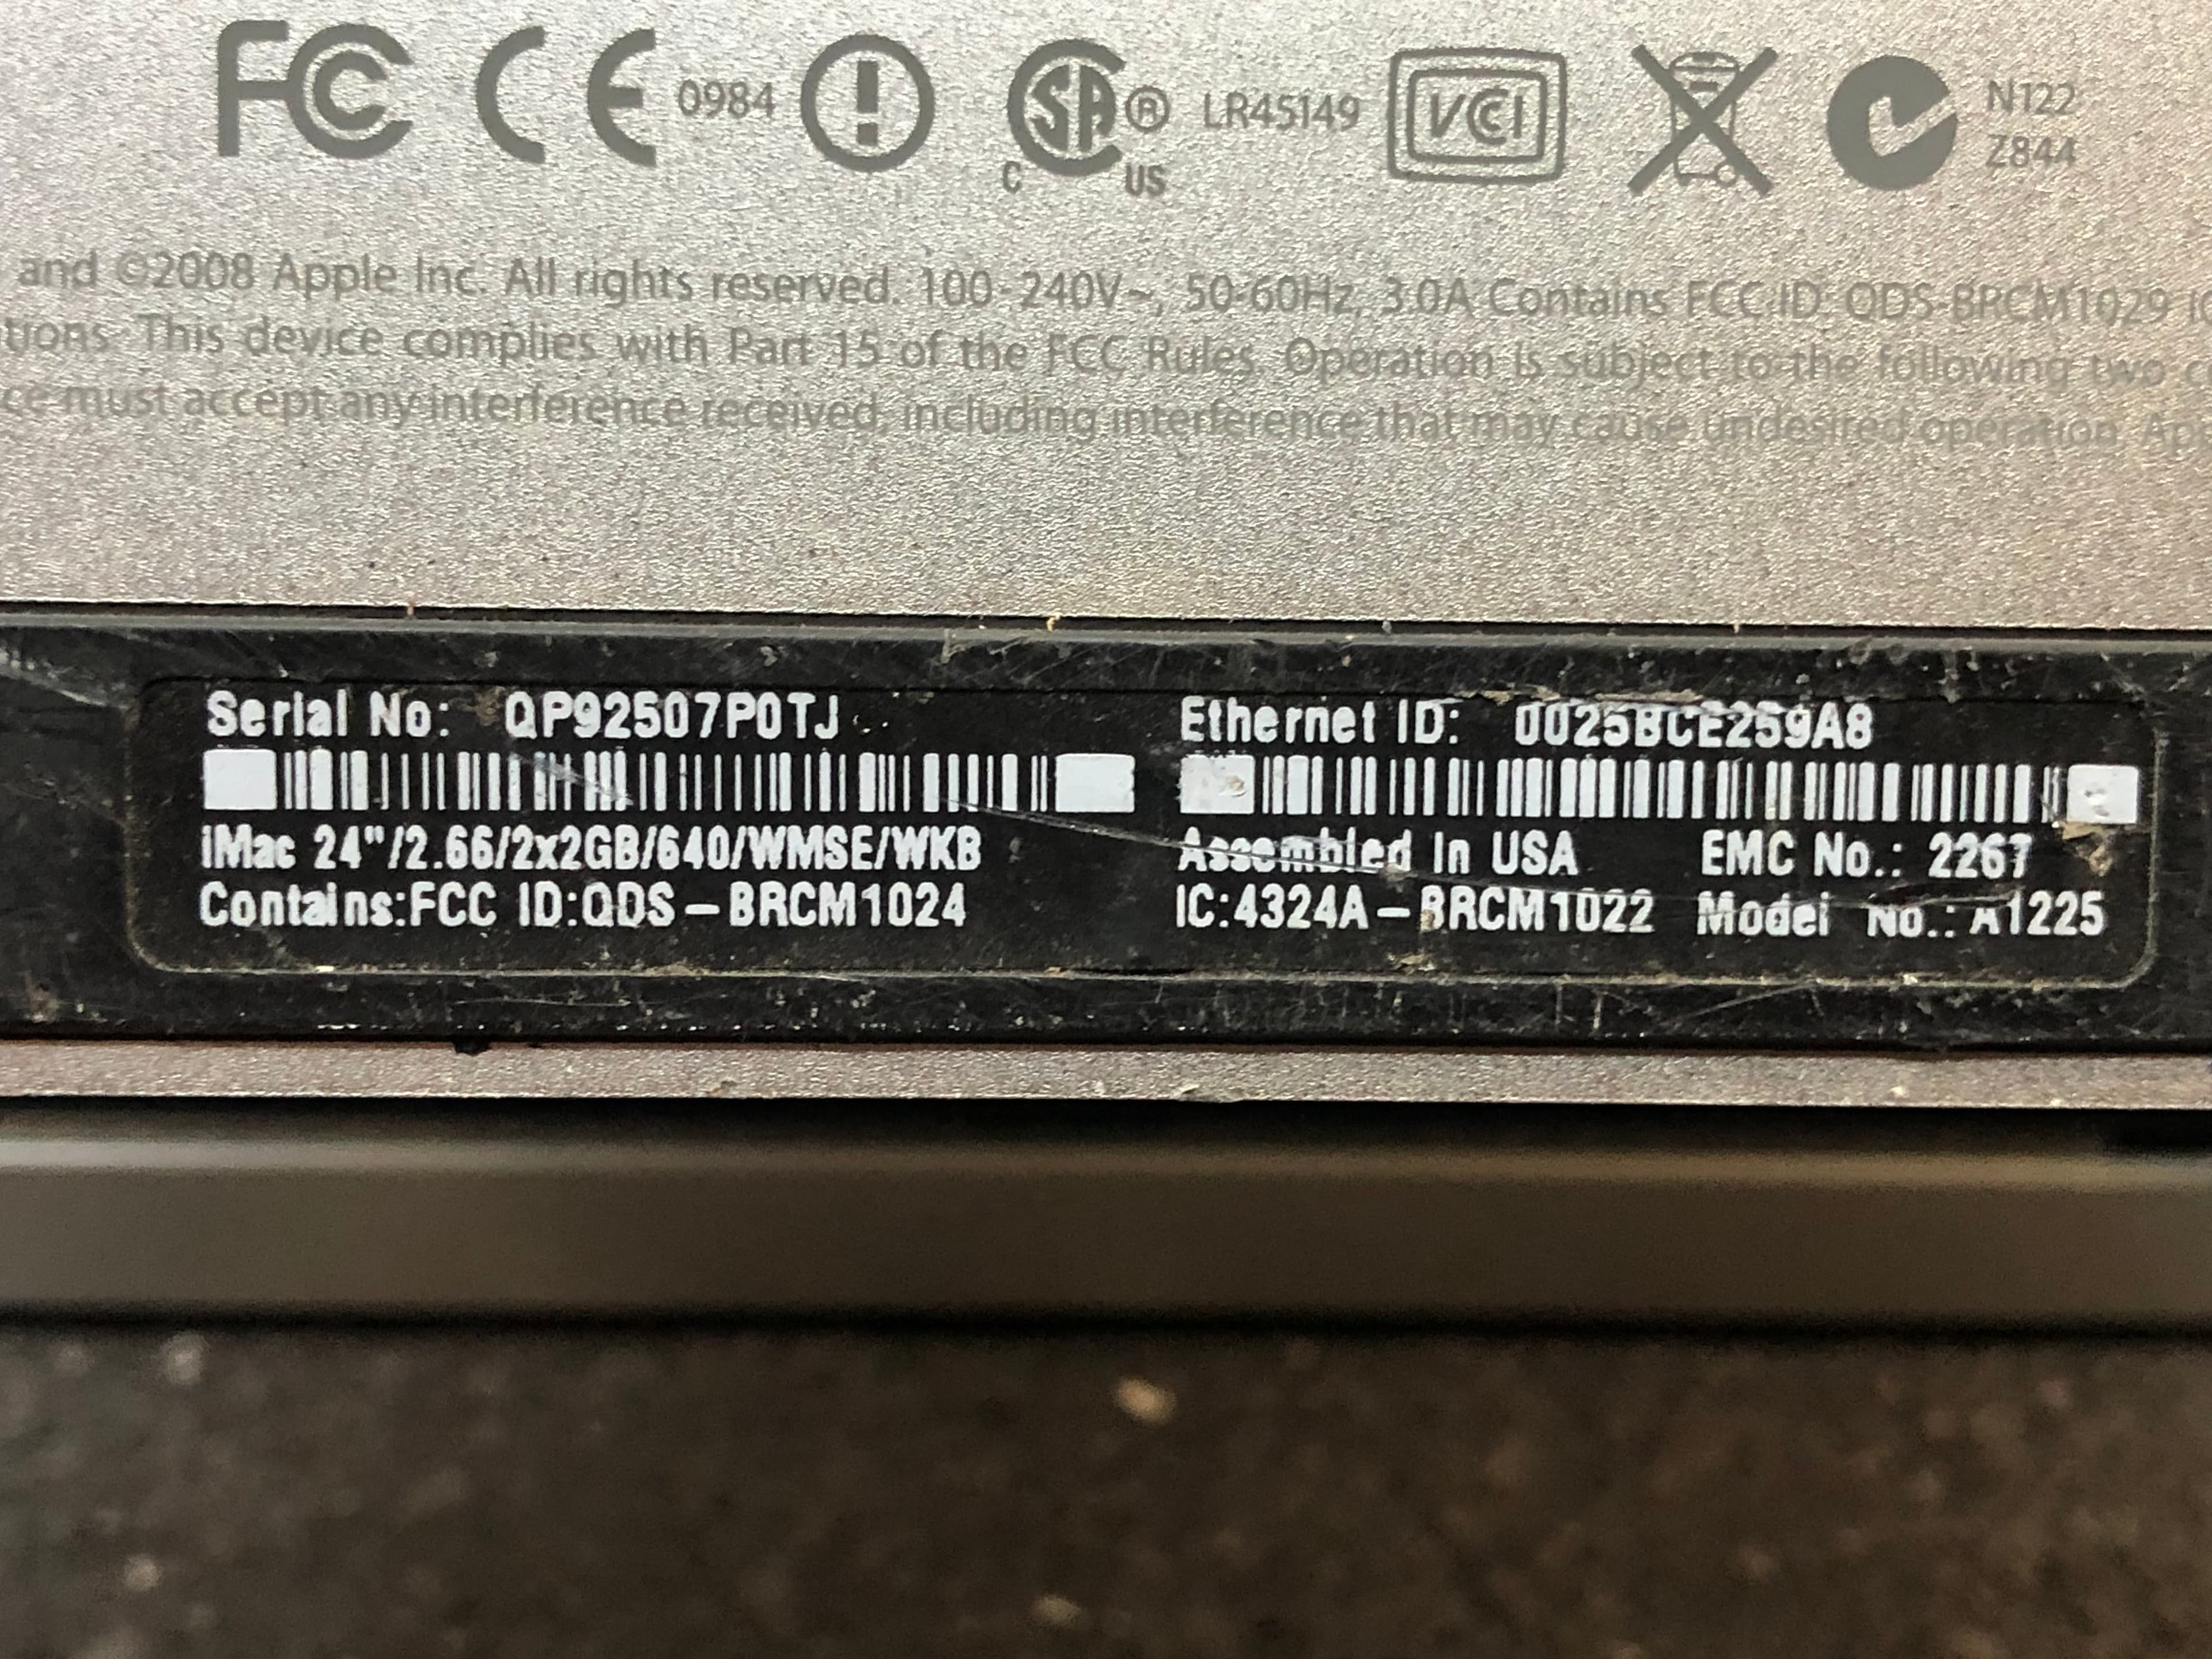 FC CE 0984 ! C SA US ® LR45149 VCCI N122
Z844
and ©2008 Apple Inc. All rights reserved. 100-240V~, 50-60Hz, 3.0A Contains FCC ID: QDS-BRCM1029
tions. This device complies with Part 15 of the FCC Rules. Operation is subject to the following two
ce must accept any interference received, including interference that may cause undesired operation. Ap
Serial No: QP92507P0TJ Ethernet ID: 0025BCE259A8
iMac 24"/2.66/2x2GB/640/WMSE/WKB Assembled In USA EMC No.: 2267
Contains:FCC ID:QDS-BRCM1024 IC:4324A-BRCM1022 Model No.: A1225